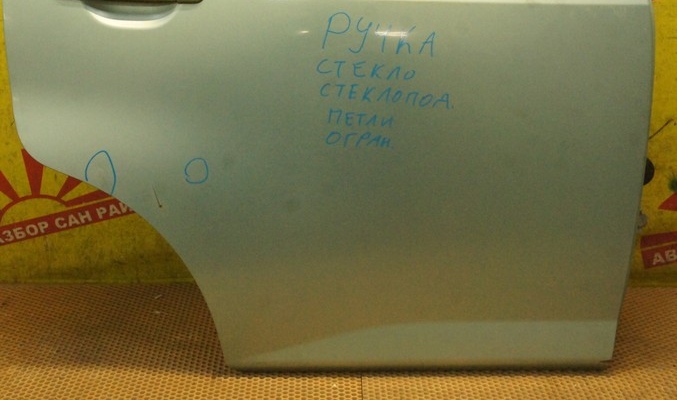 РУЧКА
СТЕКЛО
СТЕКЛОПОД.
ПЕТЛИ
ОГРАН.
АЗБОР САН РАЙ
АВ